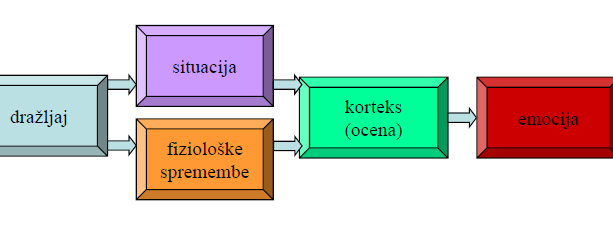 dražljaj
situacija
fiziološke
spremembe
korteks
(ocena)
emocija